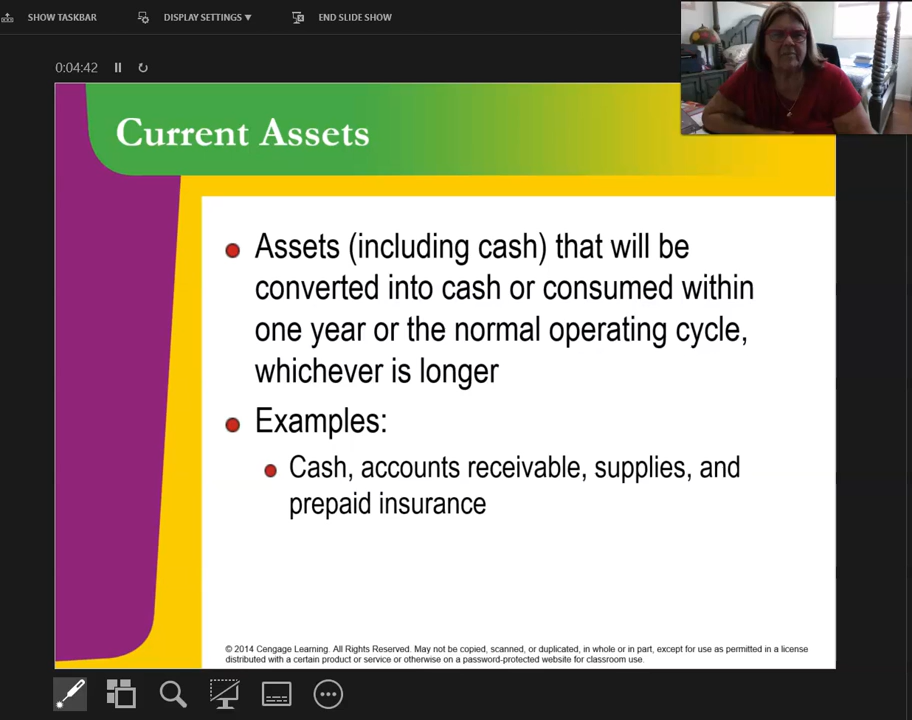 SHOW TASKBAR DISPLAY SETTINGS ▼ END SLIDE SHOW
0:04:42
Current Assets
Assets (including cash) that will be
converted into cash or consumed within
one year or the normal operating cycle,
whichever is longer
Examples:
Cash, accounts receivable, supplies, and
prepaid insurance
© 2014 Cengage Learning. All Rights Reserved. May not be copied, scanned, or duplicated, in whole or in part, except for use as permitted in a license
distributed with a certain product or service or otherwise on a password-protected website for classroom use.